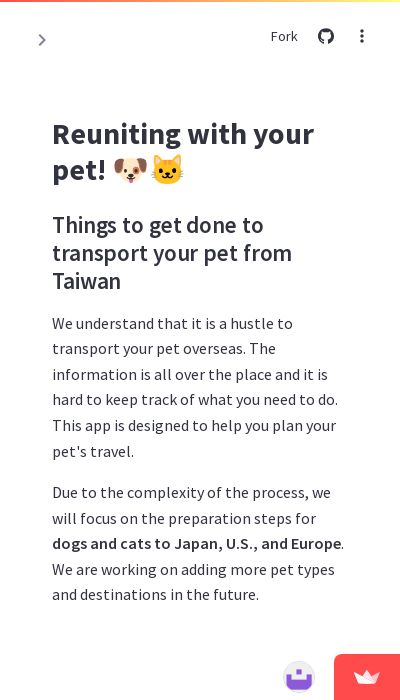 Fork
Reuniting with your
pet! 🐶🐱
Things to get done to
transport your pet from
Taiwan
We understand that it is a hustle to
transport your pet overseas. The
information is all over the place and it is
hard to keep track of what you need to do.
This app is designed to help you plan your
pet's travel.
Due to the complexity of the process, we
will focus on the preparation steps for
dogs and cats to Japan, U.S., and Europe.
We are working on adding more pet types
and destinations in the future.